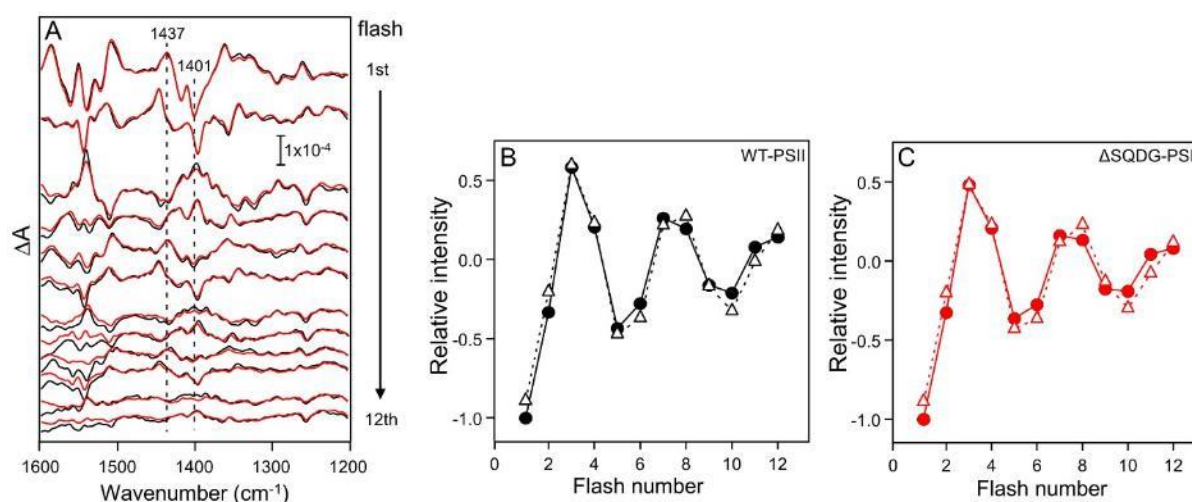 A
1437
1401
flash
1st
1x10-4
12th
ΔA
1600
1500
1400
1300
1200
Wavenumber (cm-1)
B
WT-PSII
0.5
0.0
-0.5
-1.0
0
2
4
6
8
10
12
Relative intensity
Flash number
C
ΔSQDG-PSI
0.5
0.0
-0.5
-1.0
0
2
4
6
8
10
12
Relative intensity
Flash number